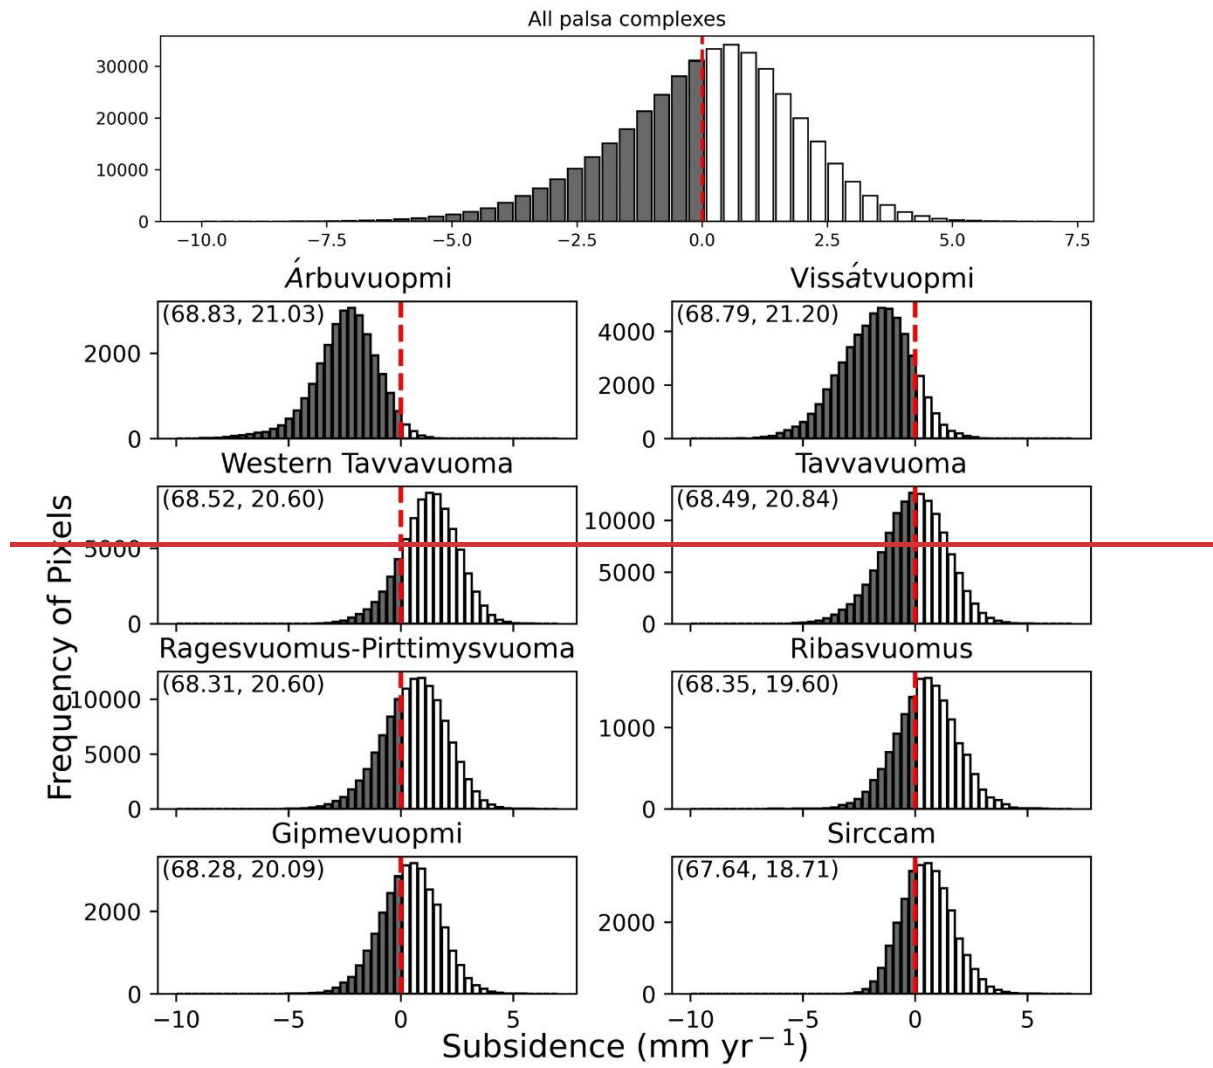 All palsa complexes
30000
20000
10000
0
−10.0 −7.5 −5.0 −2.5 0.0 2.5 5.0 7.5
Árbuvuopmi Vissátvuopmi
(68.83, 21.03) (68.79, 21.20)
2000 4000
2000
0 0
Western Tavvavuoma Tavvavuoma
(68.52, 20.60) (68.49, 20.84)
10000
5000 5000
0 0
Frequency of Pixels
Ragesvuomus-Pirttimysvuoma Ribasvuomus
(68.31, 20.60) (68.35, 19.60)
10000 1000
5000
0 0
Gipmevuopmi Sirccam
(68.28, 20.09) (67.64, 18.71)
2000 2000
0 0
−10 −5 0 5 −10 −5 0 5
Subsidence (mm yr⁻¹)